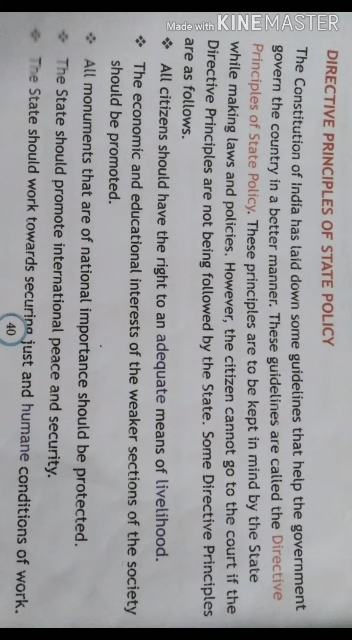 Made with KINEMASTER
DIRECTIVE PRINCIPLES OF STATE POLICY
The Constitution of India has laid down some guidelines that help the government
govern the country in a better manner. These guidelines are called the Directive
Principles of State Policy. These principles are to be kept in mind by the State
while making laws and policies. However, the citizen cannot go to the court if the
Directive Principles are not being followed by the State. Some Directive Principles
are as follows.
❖ All citizens should have the right to an adequate means of livelihood.
❖ The economic and educational interests of the weaker sections of the society
should be promoted.
❖ All monuments that are of national importance should be protected.
❖ The State should promote international peace and security.
❖ The State should work towards securing just and humane conditions of work.
40